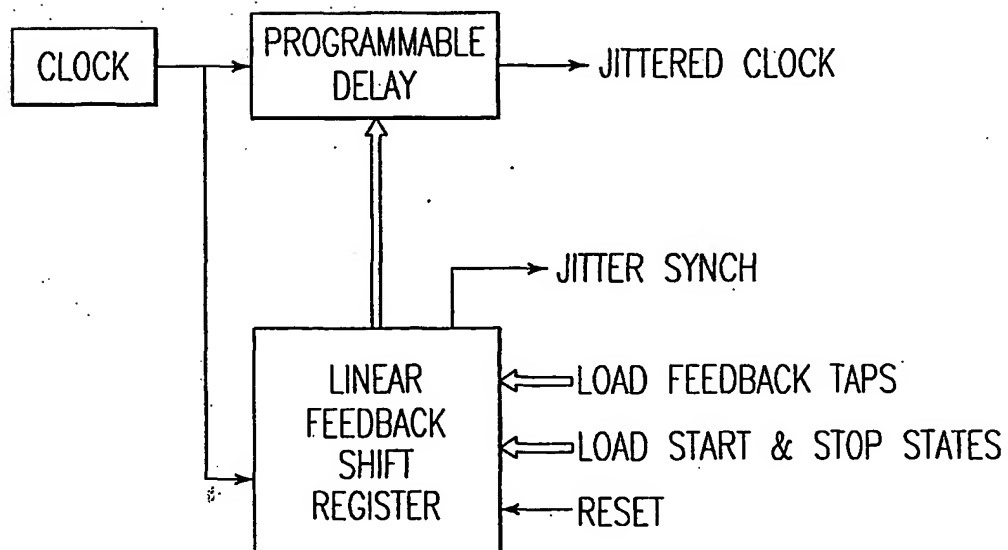 CLOCK
PROGRAMMABLE
DELAY
JITTERED CLOCK
JITTER SYNCH
LINEAR
FEEDBACK
SHIFT
REGISTER
LOAD FEEDBACK TAPS
LOAD START & STOP STATES
RESET